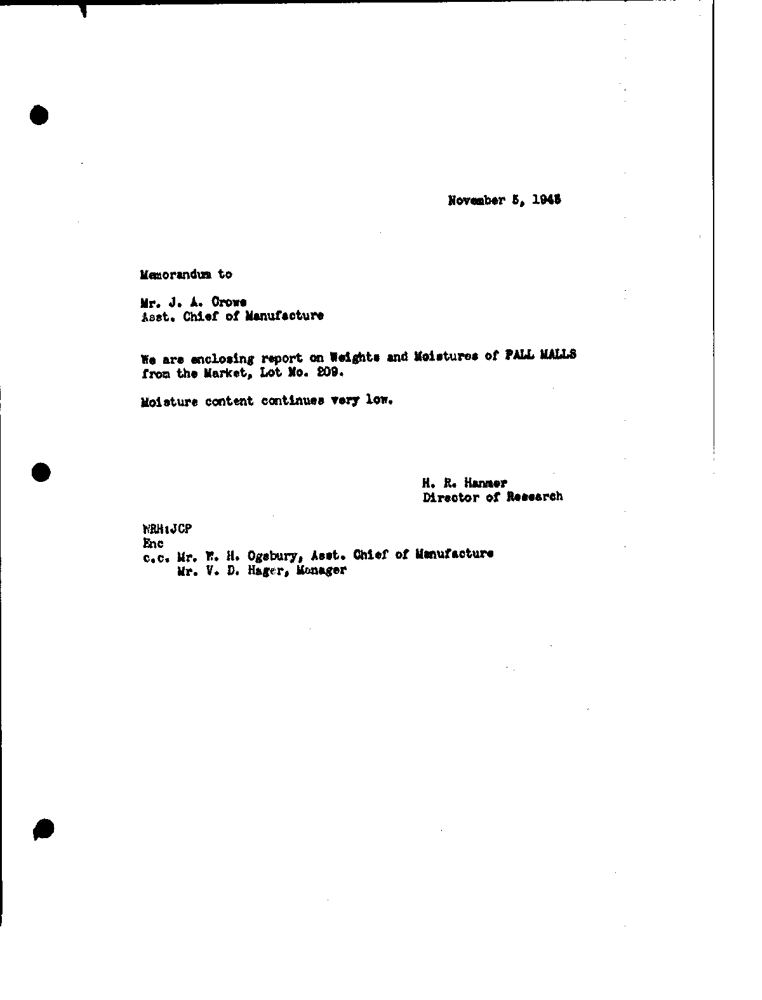 November 5, 1945
Memorandum to
Mr. J. A. Crowe
Asst. Chief of Manufacture
We are enclosing report on Weights and Moistures of PALL MALLS
from the Market, Lot No. 209.
Moisture content continues very low.
H. R. Hanmer
Director of Research
WRH:JCP
Enc
c.c. Mr. W. H. Ogsbury, Asst. Chief of Manufacture
Mr. V. D. Hager, Manager